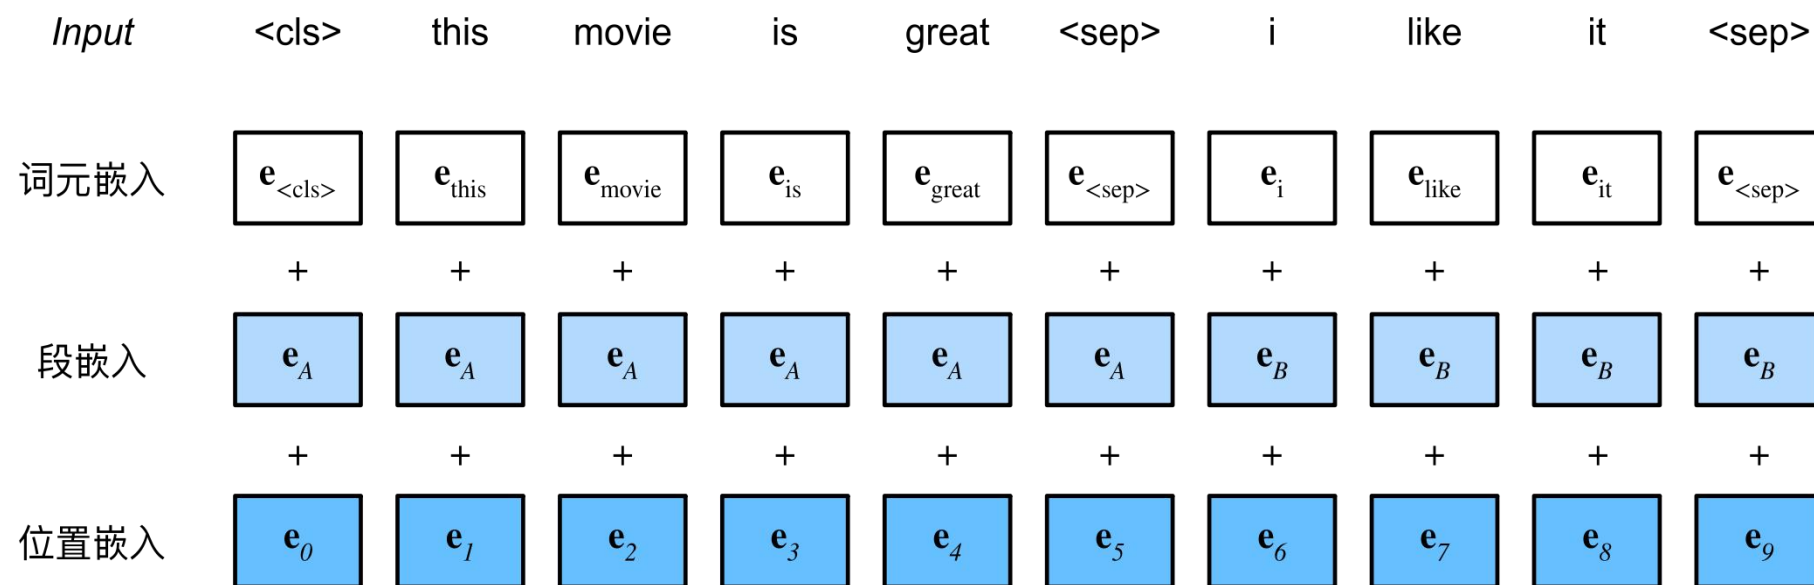 Input <cls> this movie is great <sep> i like it <sep>
词元嵌入 e<cls> ethis emovie eis egreat e<sep> ei elike eit e<sep>
+ + + + + + + + + +
段嵌入 eA eA eA eA eA eA eB eB eB eB
+ + + + + + + + + +
位置嵌入 e0 e1 e2 e3 e4 e5 e6 e7 e8 e9